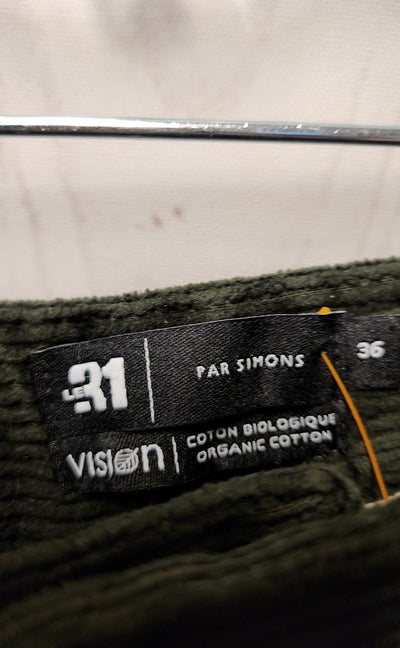 LE 31 PAR SIMONS
36
VISION COTON BIOLOGIQUE
ORGANIC COTTON